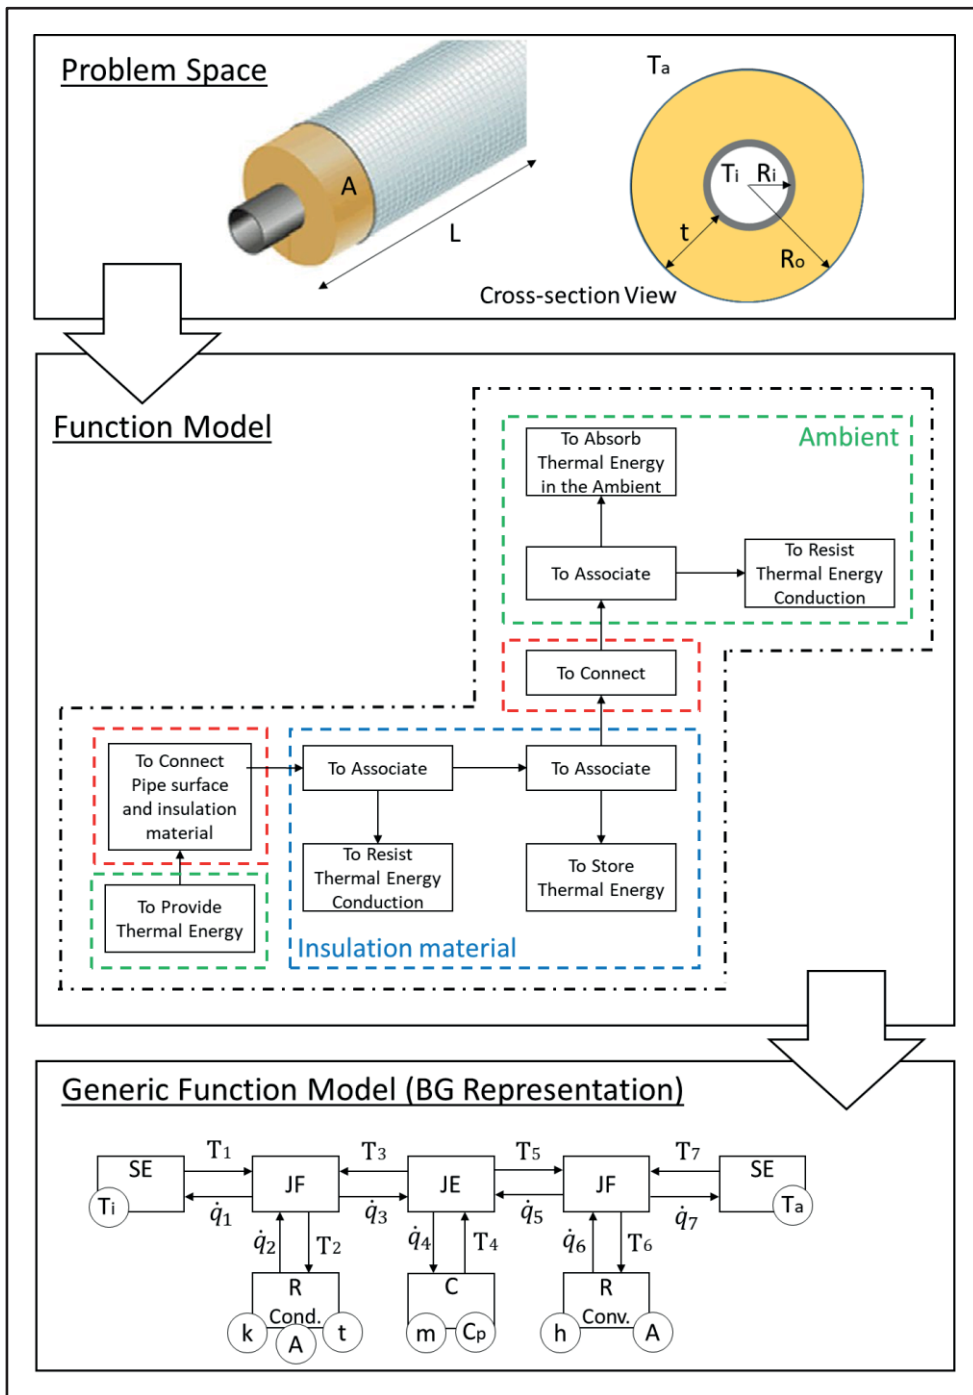 Problem Space
A
L
Ta
Ti
Ri
t
Ro
Cross-section View
Function Model
Ambient
To Absorb
Thermal Energy
in the Ambient
To Associate
To Resist
Thermal Energy
Conduction
To Connect
To Connect
Pipe surface
and insulation
material
To Associate
To Associate
To Resist
Thermal Energy
Conduction
To Store
Thermal Energy
To Provide
Thermal Energy
Insulation material
Generic Function Model (BG Representation)
SE
Ti
T1
q̇1
JF
T3
q̇3
JE
T5
q̇5
JF
T7
q̇7
SE
Ta
q̇2
T2
q̇4
T4
q̇6
T6
R
Cond.
k
A
t
C
m
Cp
R
Conv.
h
A